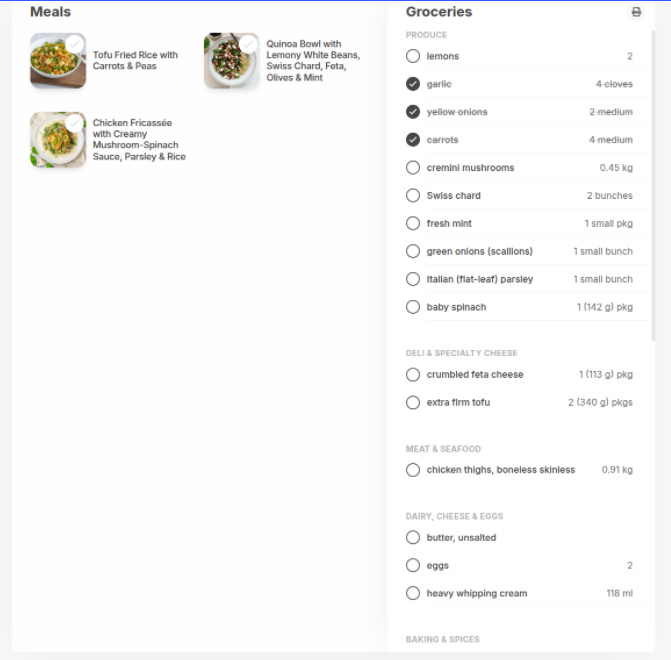 Meals
Tofu Fried Rice with
Carrots & Peas
Quinoa Bowl with
Lemony White Beans,
Swiss Chard, Feta,
Olives & Mint
Chicken Fricassée
with Creamy
Mushroom-Spinach
Sauce, Parsley & Rice
Groceries
PRODUCE
lemons 2
garlic 4 cloves
yellow onions 2 medium
carrots 4 medium
cremini mushrooms 0.45 kg
Swiss chard 2 bunches
fresh mint 1 small pkg
green onions (scallions) 1 small bunch
Italian (flat-leaf) parsley 1 small bunch
baby spinach 1 (142 g) pkg
DELI & SPECIALTY CHEESE
crumbled feta cheese 1 (113 g) pkg
extra firm tofu 2 (340 g) pkgs
MEAT & SEAFOOD
chicken thighs, boneless skinless 0.91 kg
DAIRY, CHEESE & EGGS
butter, unsalted
eggs 2
heavy whipping cream 118 ml
BAKING & SPICES